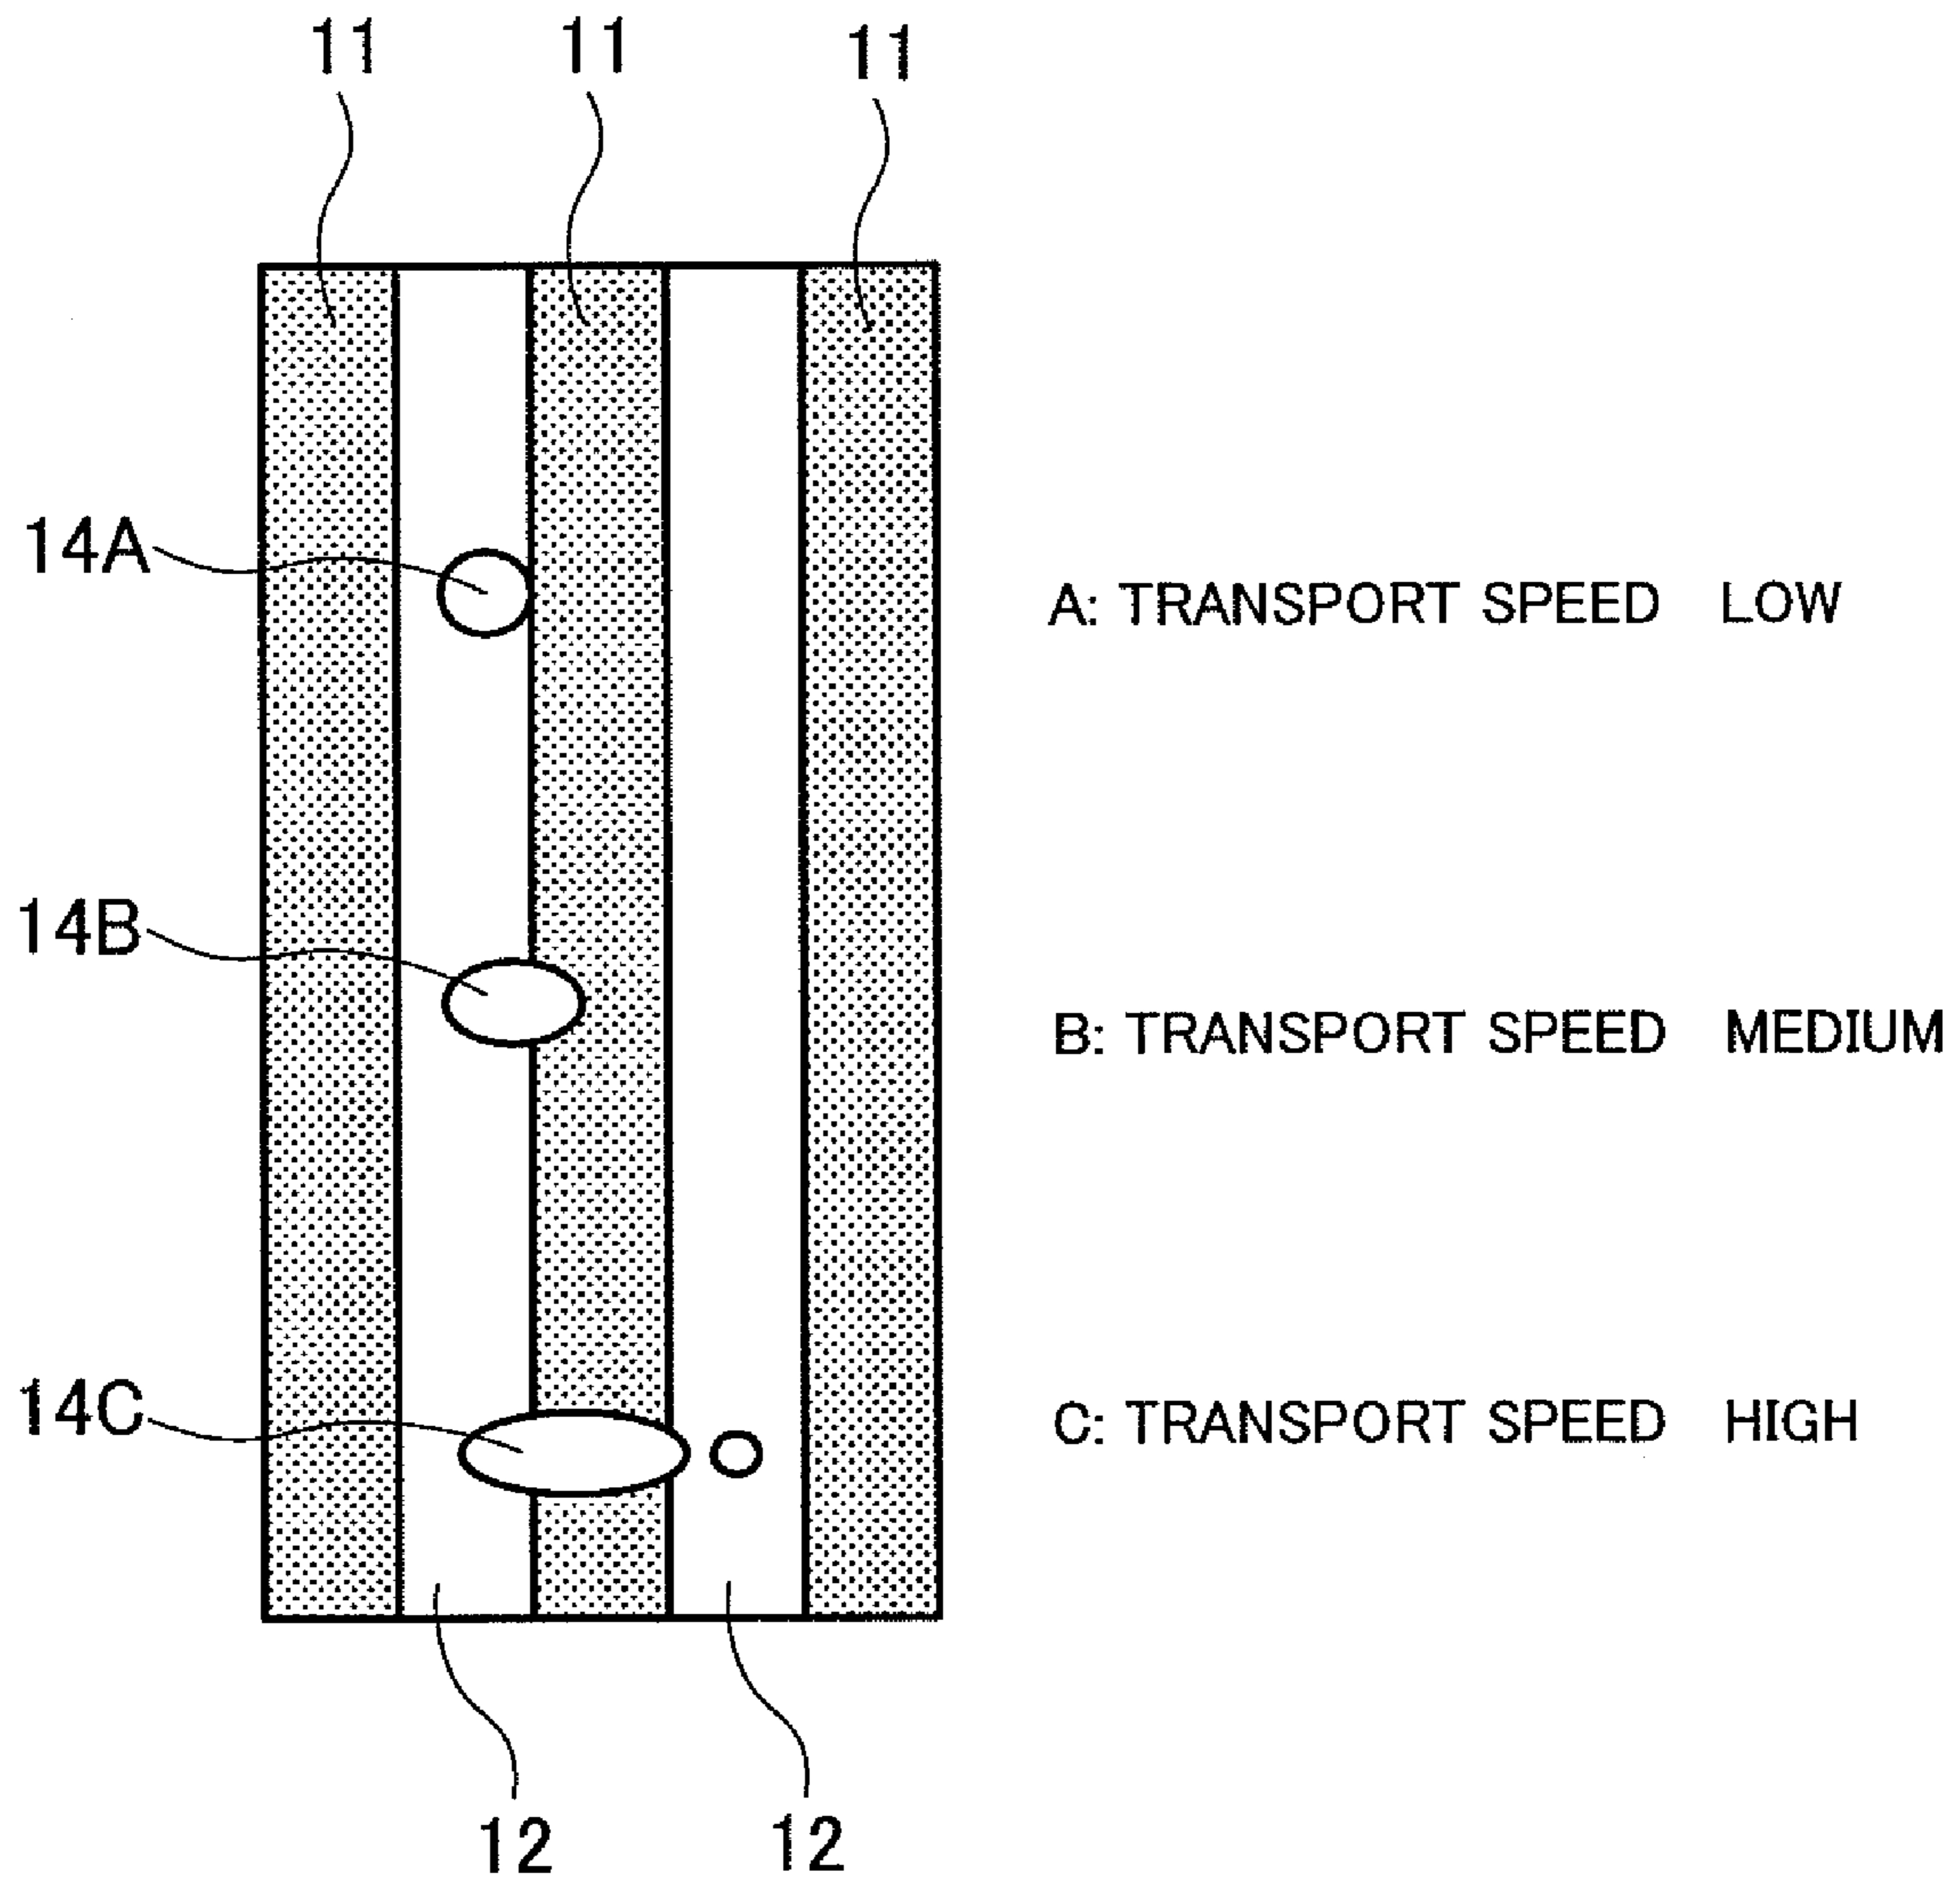 11 11 11
14A
A: TRANSPORT SPEED LOW
14B
B: TRANSPORT SPEED MEDIUM
14C
C: TRANSPORT SPEED HIGH
12 12